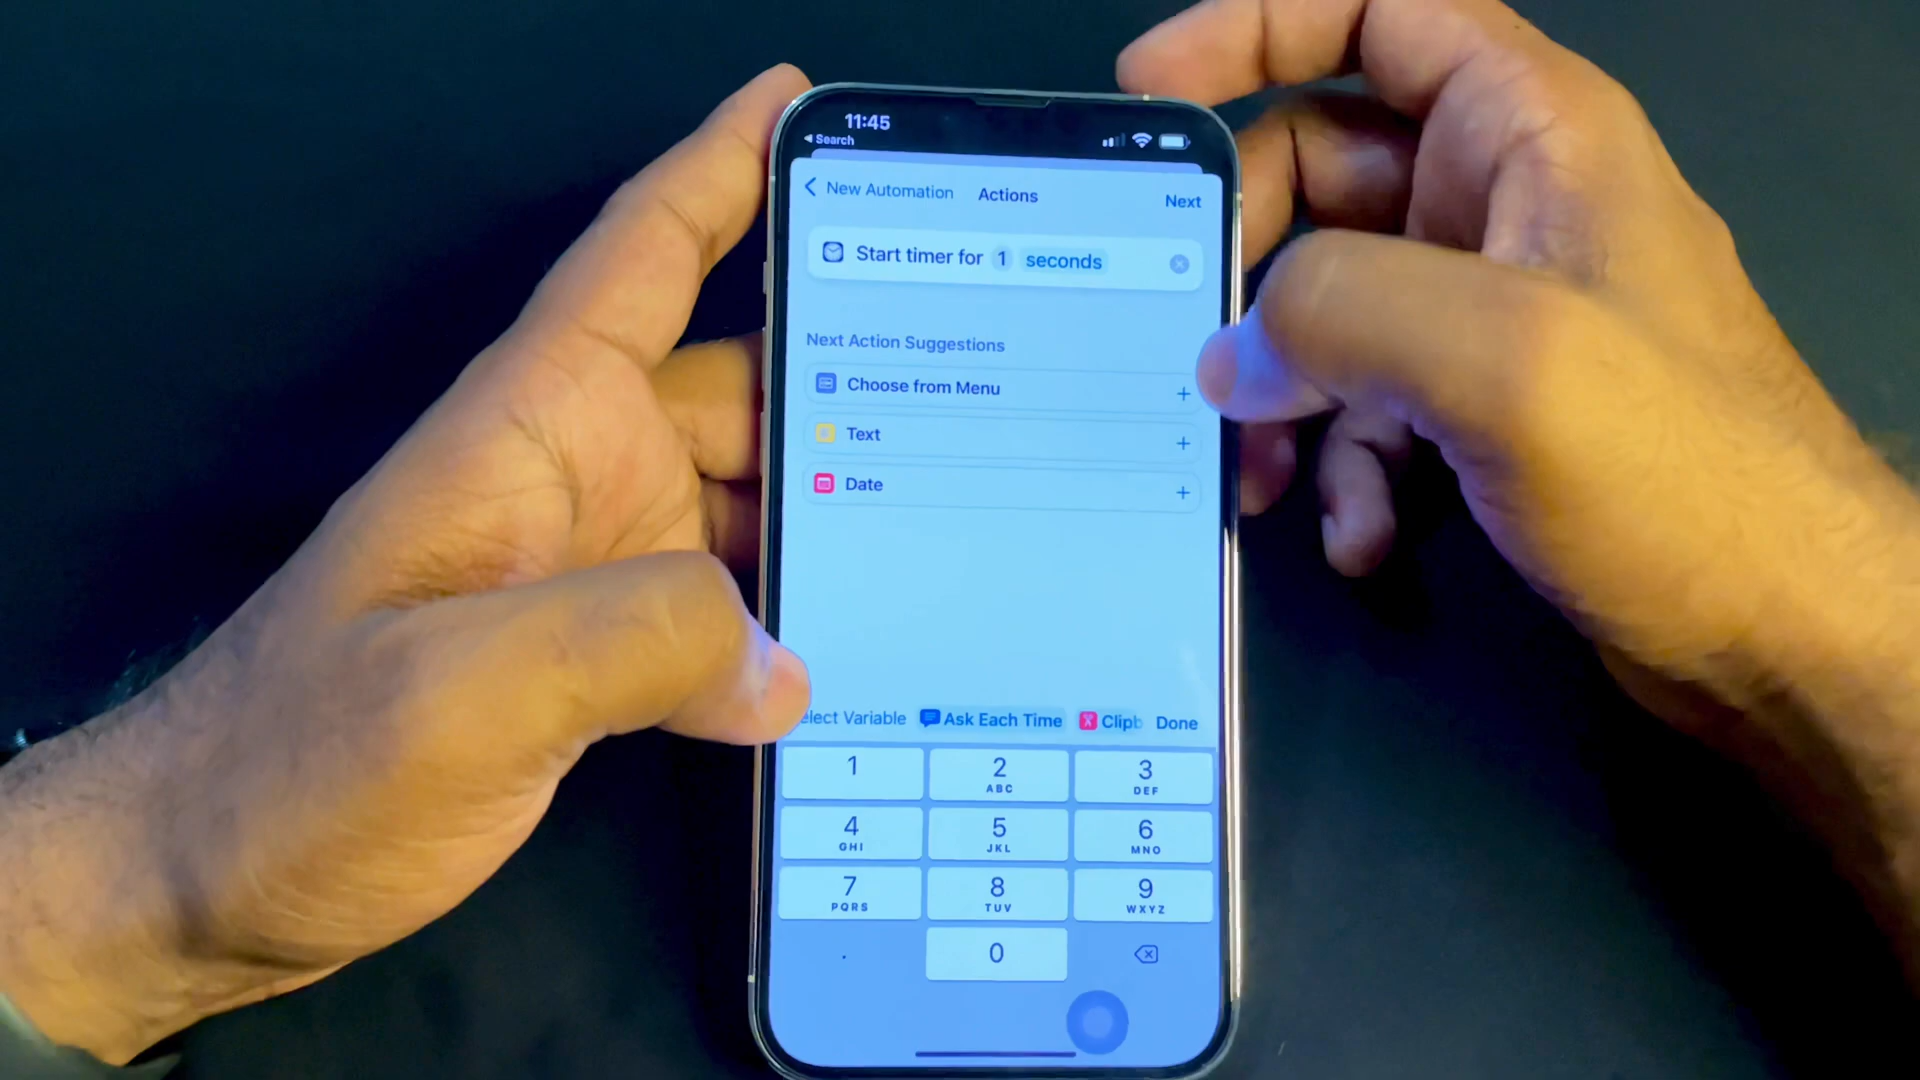 11:45
Search
New Automation Actions Next
Start timer for 1 seconds
Next Action Suggestions
Choose from Menu
Text
Date
elect Variable Ask Each Time Clipb Done
1 2 3
ABC DEF
4 5 6
GHI JKL MNO
7 8 9
PQRS TUV WXYZ
. 0